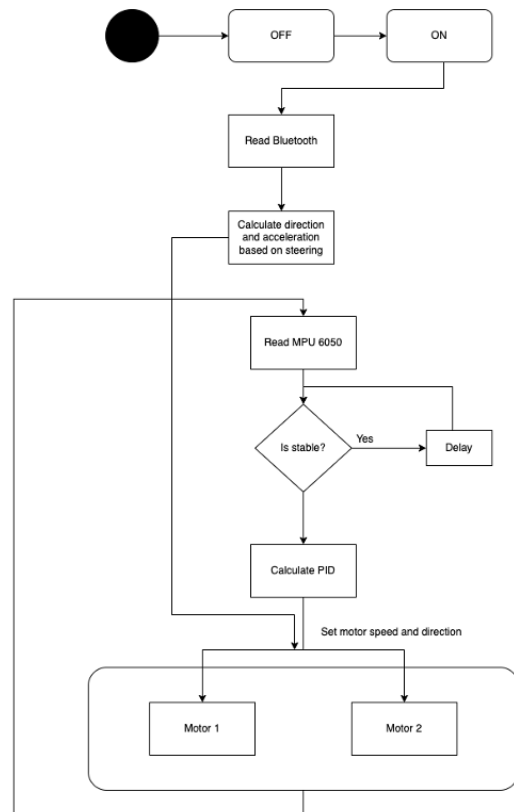 OFF
ON
Read Bluetooth
Calculate direction
and acceleration
based on steering
Read MPU 6050
Is stable?
Yes
Delay
Calculate PID
Set motor speed and direction
Motor 1
Motor 2